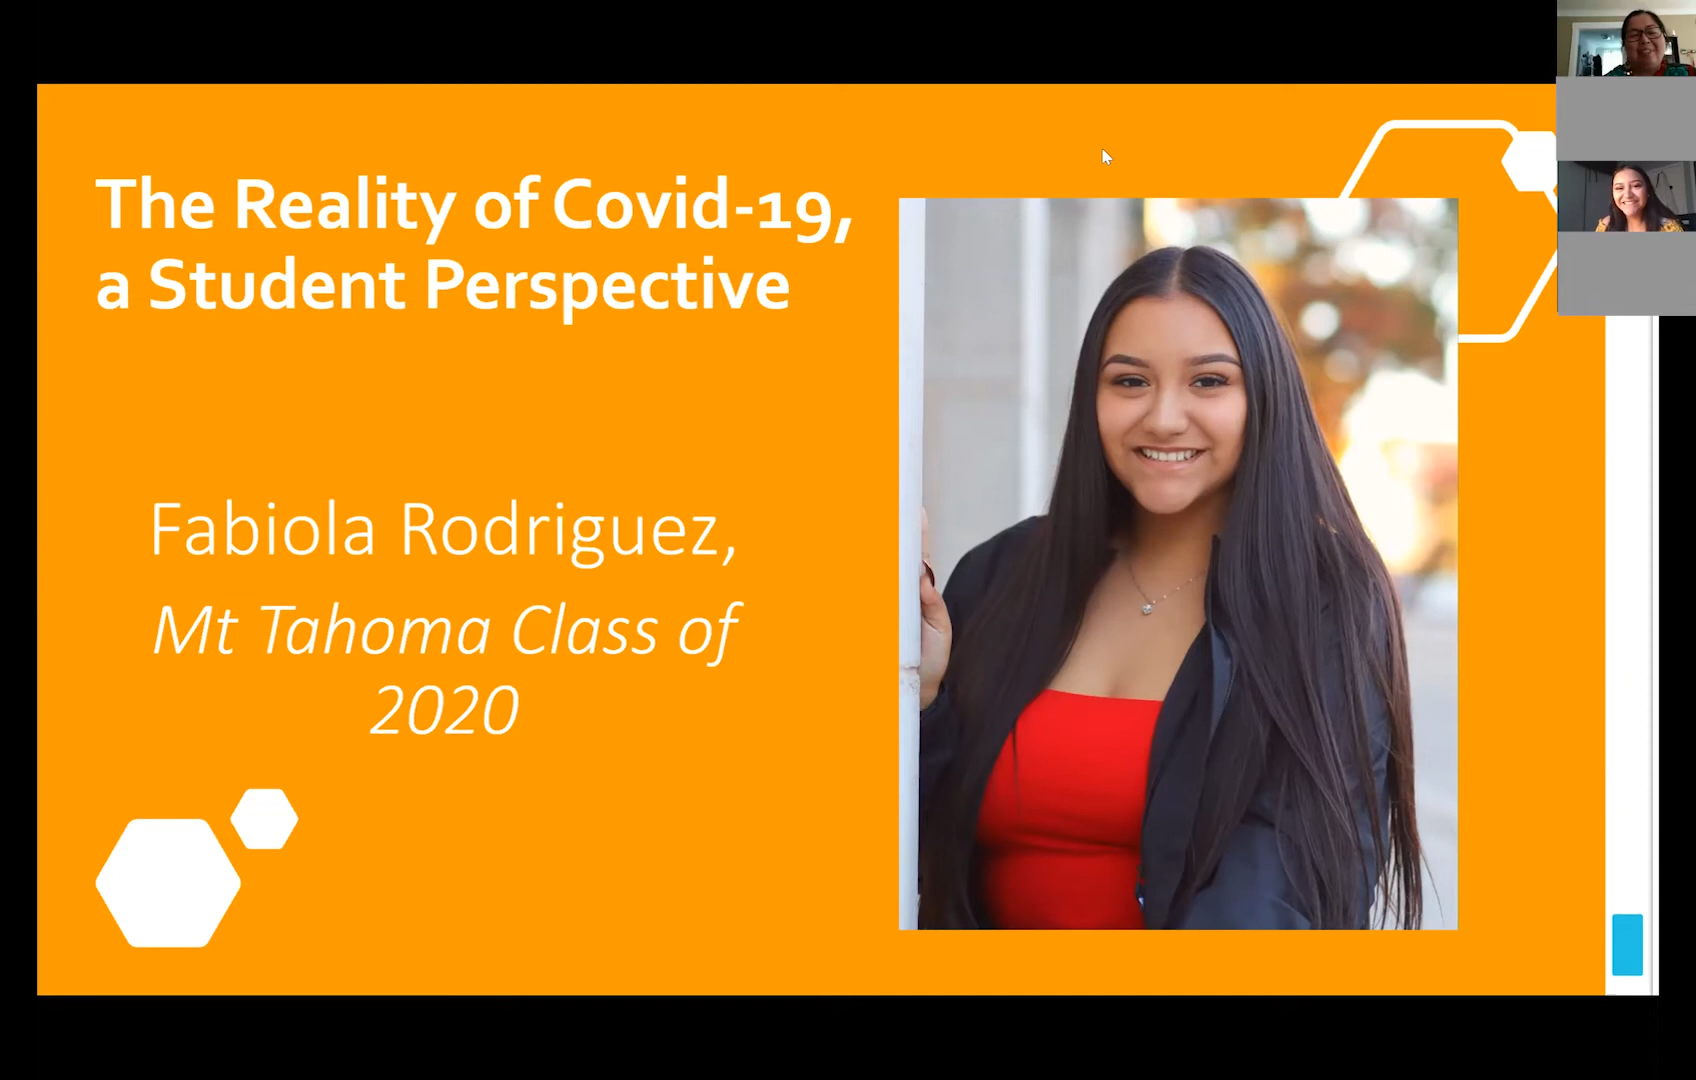 The Reality of Covid-19,
a Student Perspective
Fabiola Rodriguez,
Mt Tahoma Class of
2020